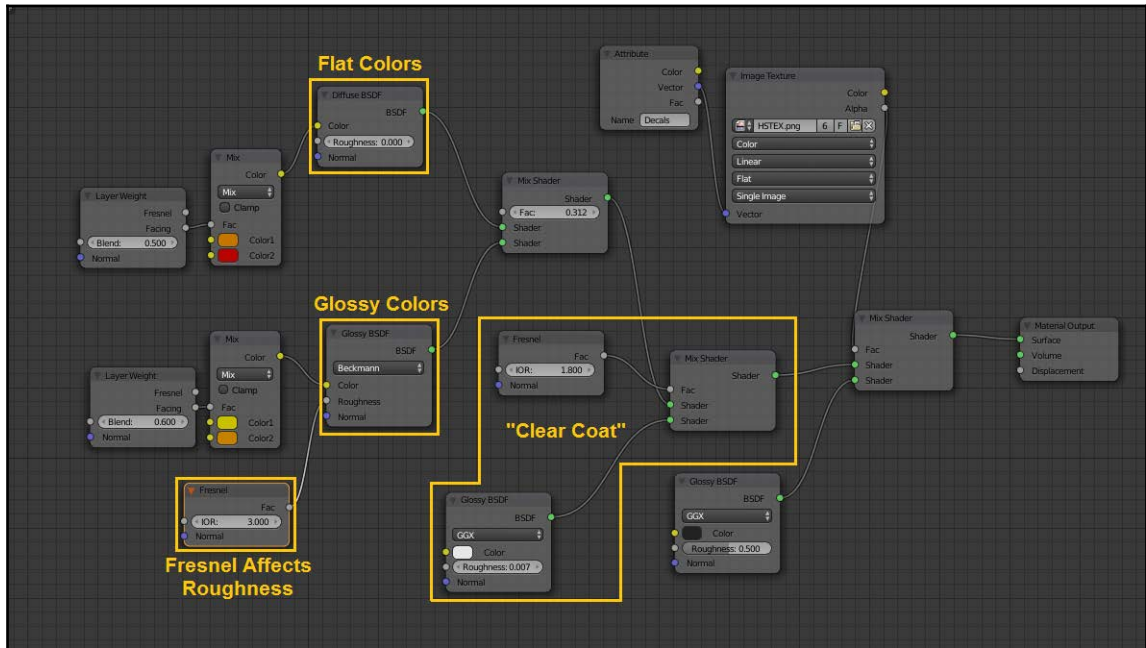 Flat Colors
Diffuse BSDF
BSDF
Color
Roughness: 0.000
Normal
Mix
Color
Mix
Clamp
Fac
Color1
Color2
Layer Weight
Fresnel
Facing
Blend: 0.500
Normal
Attribute
Color
Vector
Fac
Name Decals
Image Texture
Color
Alpha
HSTEX.png 6 F
Color
Linear
Flat
Single Image
Vector
Mix Shader
Shader
Fac: 0.312
Shader
Shader
Glossy Colors
Glossy BSDF
BSDF
Beckmann
Color
Roughness
Normal
Mix
Color
Mix
Clamp
Fac
Color1
Color2
Layer Weight
Fresnel
Facing
Blend: 0.600
Normal
Fresnel
Fac
IOR: 3.000
Normal
Fresnel Affects
Roughness
Fresnel
Fac
IOR: 1.800
Normal
Mix Shader
Shader
Fac
Shader
Shader
"Clear Coat"
Glossy BSDF
BSDF
GGX
Color
Roughness: 0.007
Normal
Glossy BSDF
BSDF
GGX
Color
Roughness: 0.500
Normal
Mix Shader
Shader
Fac
Shader
Shader
Material Output
Surface
Volume
Displacement